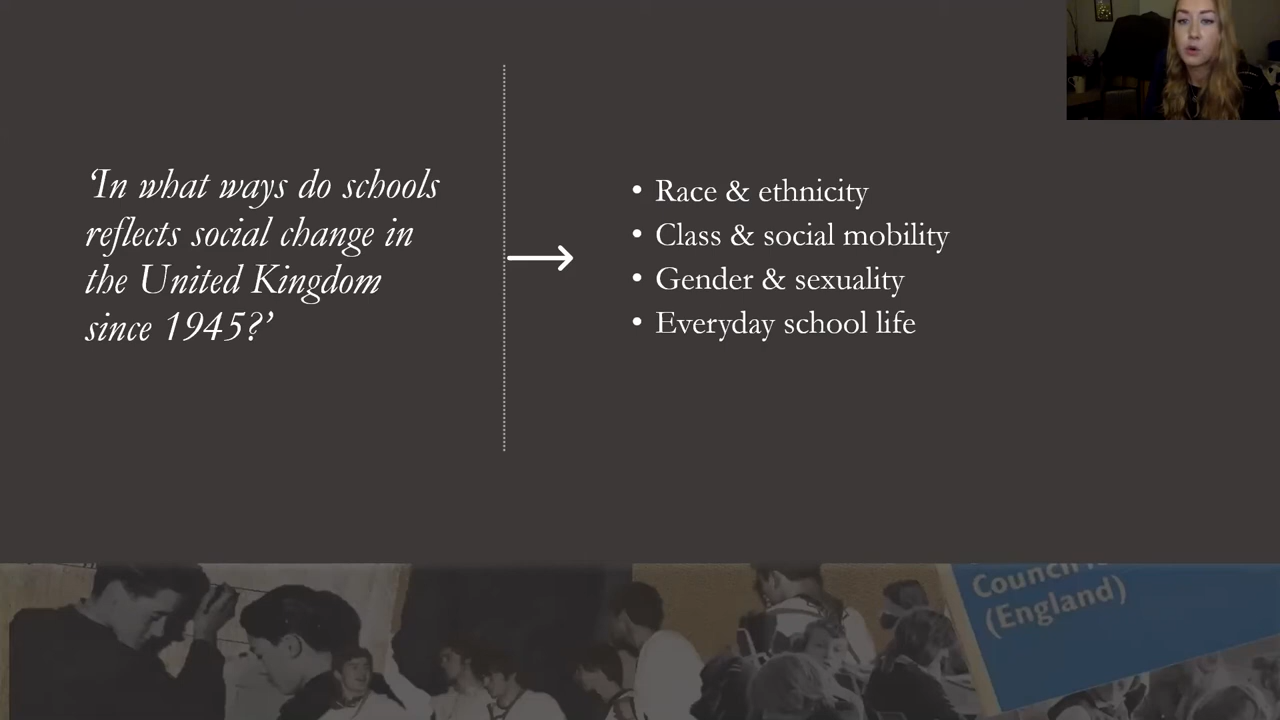 ‘In what ways do schools
reflects social change in
the United Kingdom
since 1945?’
• Race & ethnicity
• Class & social mobility
• Gender & sexuality
• Everyday school life
(England)